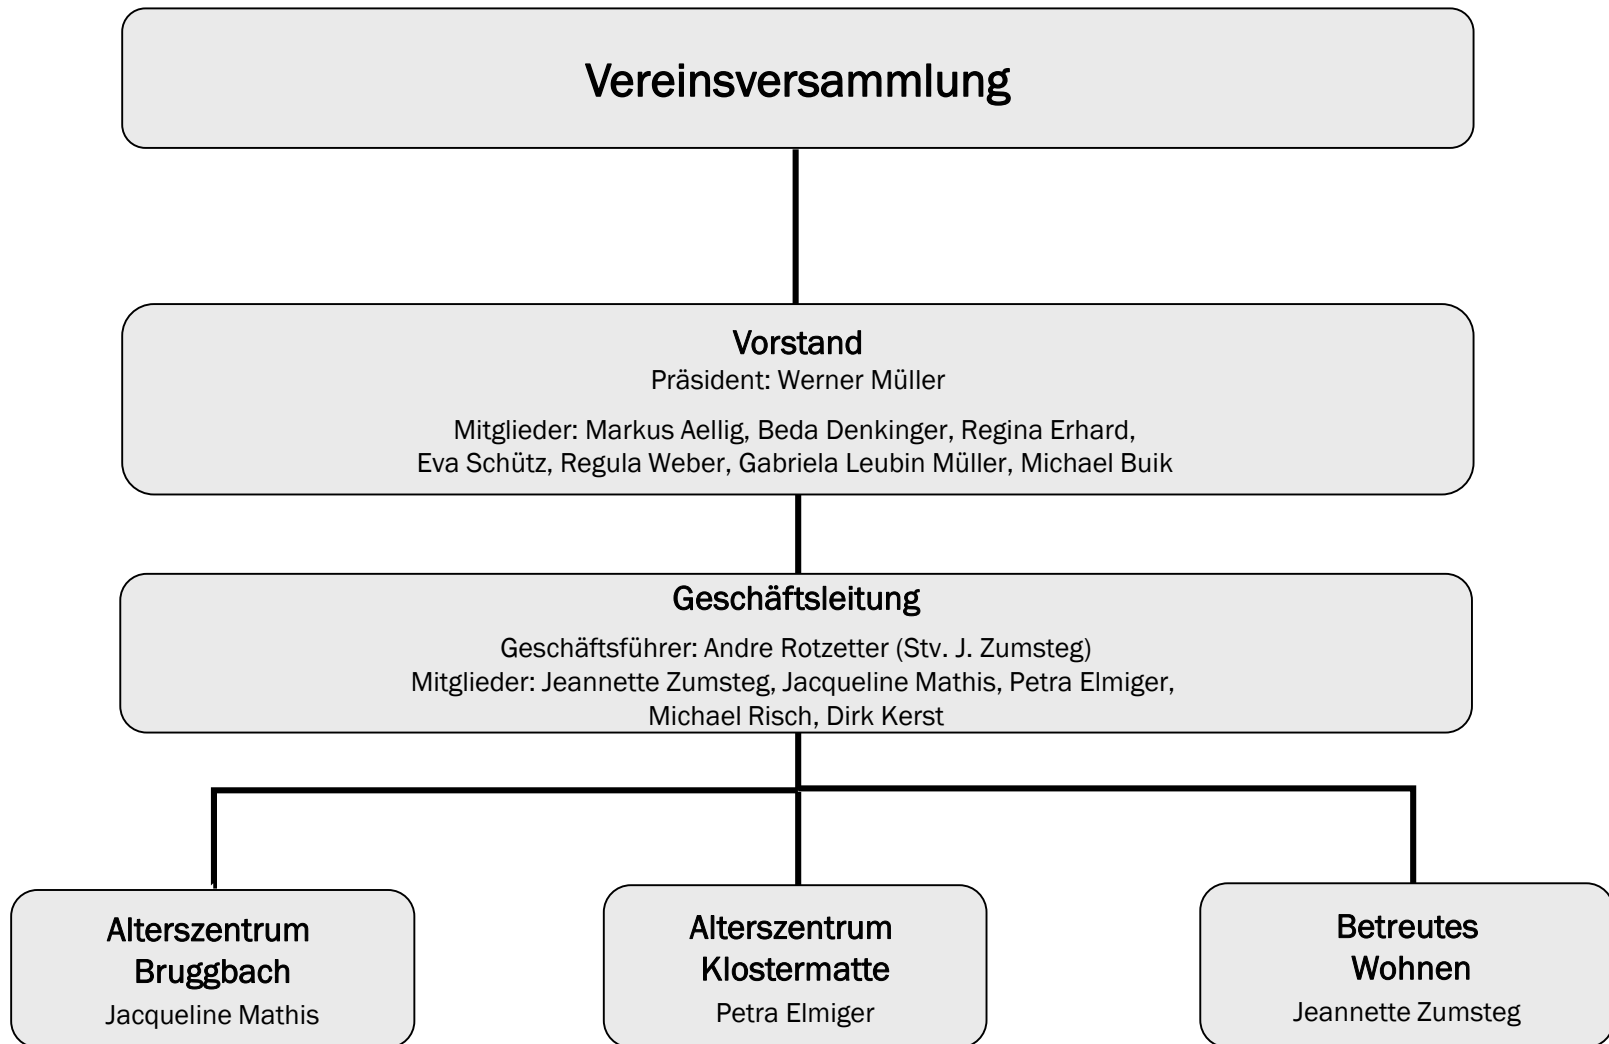 Vereinsversammlung
Vorstand
Präsident: Werner Müller
Mitglieder: Markus Aellig, Beda Denkinger, Regina Erhard,
Eva Schütz, Regula Weber, Gabriela Leubin Müller, Michael Buik
Geschäftsleitung
Geschäftsführer: Andre Rotzetter (Stv. J. Zumsteg)
Mitglieder: Jeannette Zumsteg, Jacqueline Mathis, Petra Elmiger,
Michael Risch, Dirk Kerst
Alterszentrum
Bruggbach
Jacqueline Mathis
Alterszentrum
Klostermatte
Petra Elmiger
Betreutes
Wohnen
Jeannette Zumsteg